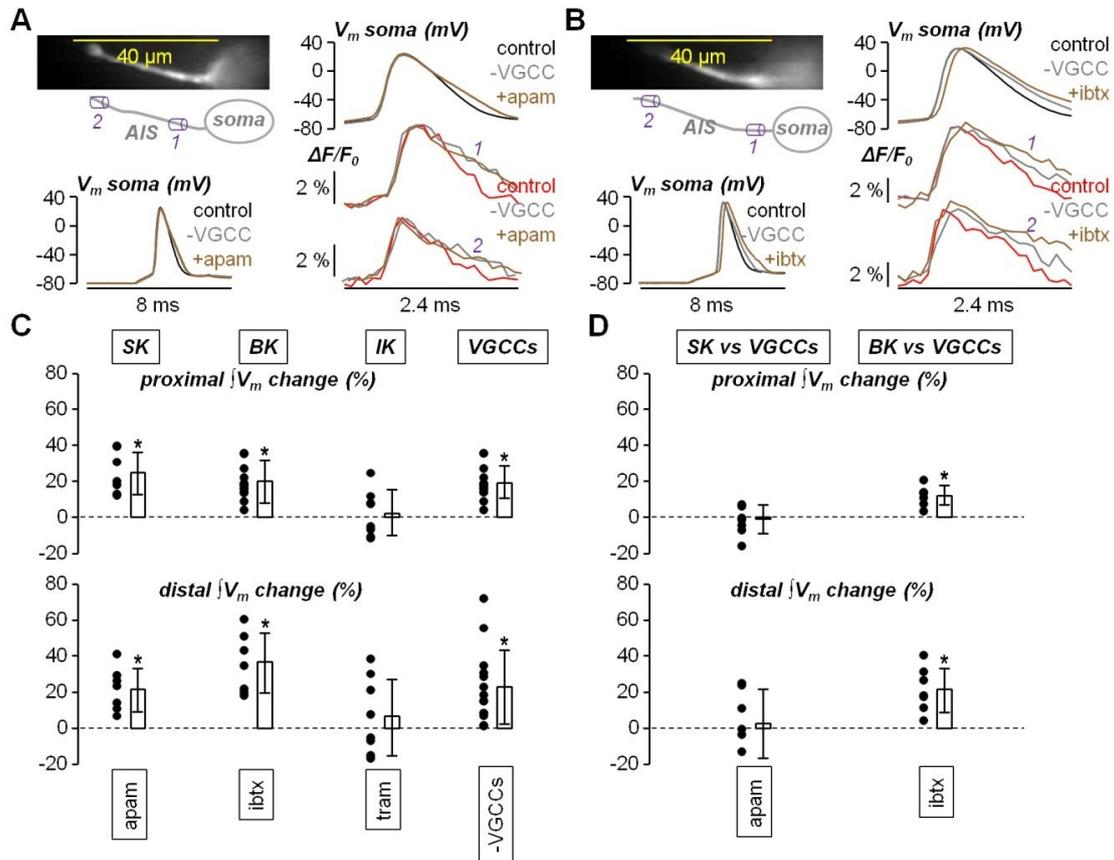 A
40 µm
2
AIS
1
soma
Vm soma (mV)
40
0
-40
-80
control
-VGCC
+apam
8 ms
Vm soma (mV)
40
0
-40
-80
control
-VGCC
+apam
ΔF/F0
2 %
1
control
-VGCC
+apam
2 %
2
2.4 ms
B
40 µm
2
AIS
1
soma
Vm soma (mV)
40
0
-40
-80
control
-VGCC
+ibtx
8 ms
Vm soma (mV)
40
0
-40
-80
control
-VGCC
+ibtx
ΔF/F0
2 %
1
control
-VGCC
+ibtx
2 %
2
2.4 ms
C
SK BK IK VGCCs
proximal ∫Vm change (%)
80
60
40
20
0
-20
* * *
distal ∫Vm change (%)
80
60
40
20
0
-20
* * *
apam ibtx tram -VGCCs
D
SK vs VGCCs BK vs VGCCs
proximal ∫Vm change (%)
80
60
40
20
0
-20
*
distal ∫Vm change (%)
80
60
40
20
0
-20
*
apam ibtx